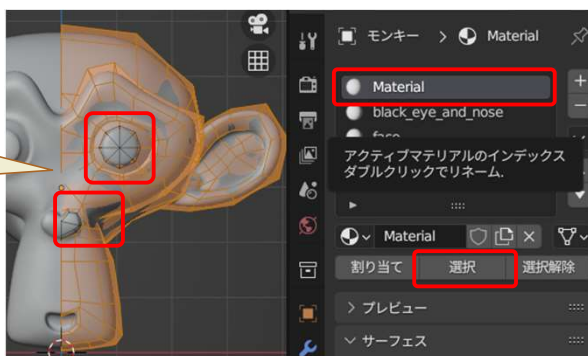 モンキー > Material
Material
black_eye_and_nose
アクティブマテリアルのインデックス
ダブルクリックでリネーム.
Material
割り当て 選択 選択解除
プレビュー
サーフェス